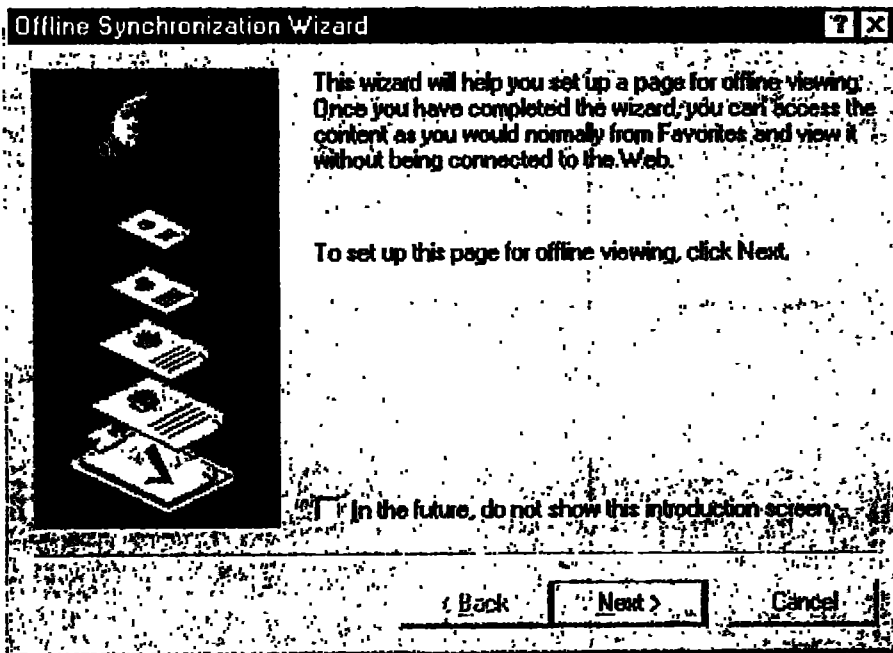 Offline Synchronization Wizard
This wizard will help you set up a page for offline viewing.
Once you have completed the wizard, you can access the
content as you would normally from Favorites and view it
without being connected to the Web.
To set up this page for offline viewing, click Next.
In the future, do not show this introduction screen.
< Back Next > Cancel